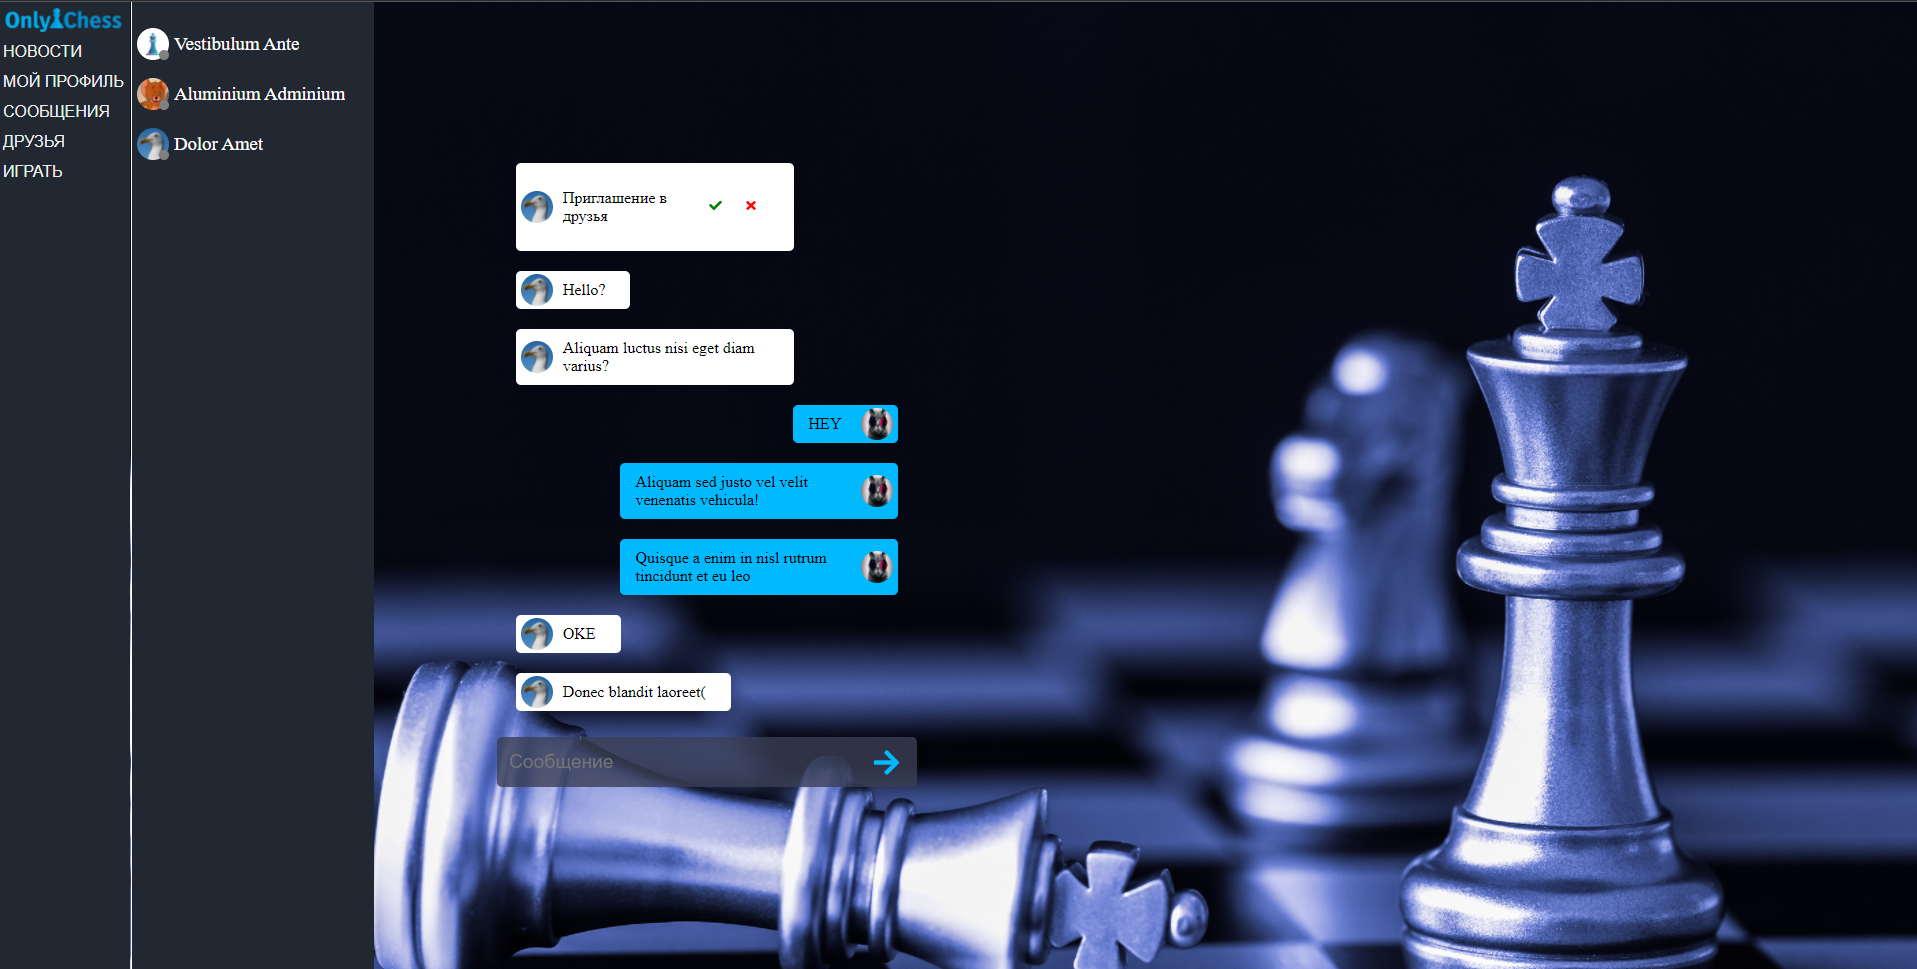 Only Chess
НОВОСТИ
МОЙ ПРОФИЛЬ
СООБЩЕНИЯ
ДРУЗЬЯ
ИГРАТЬ
Vestibulum Ante
Aluminium Adminium
Dolor Amet
Приглашение в
друзья
Hello?
Aliquam luctus nisi eget diam
varius?
HEY
Aliquam sed justo vel velit
venenatis vehicula!
Quisque a enim in nisl rutrum
tincidunt et eu leo
OKE
Donec blandit laoreet(
Сообщение